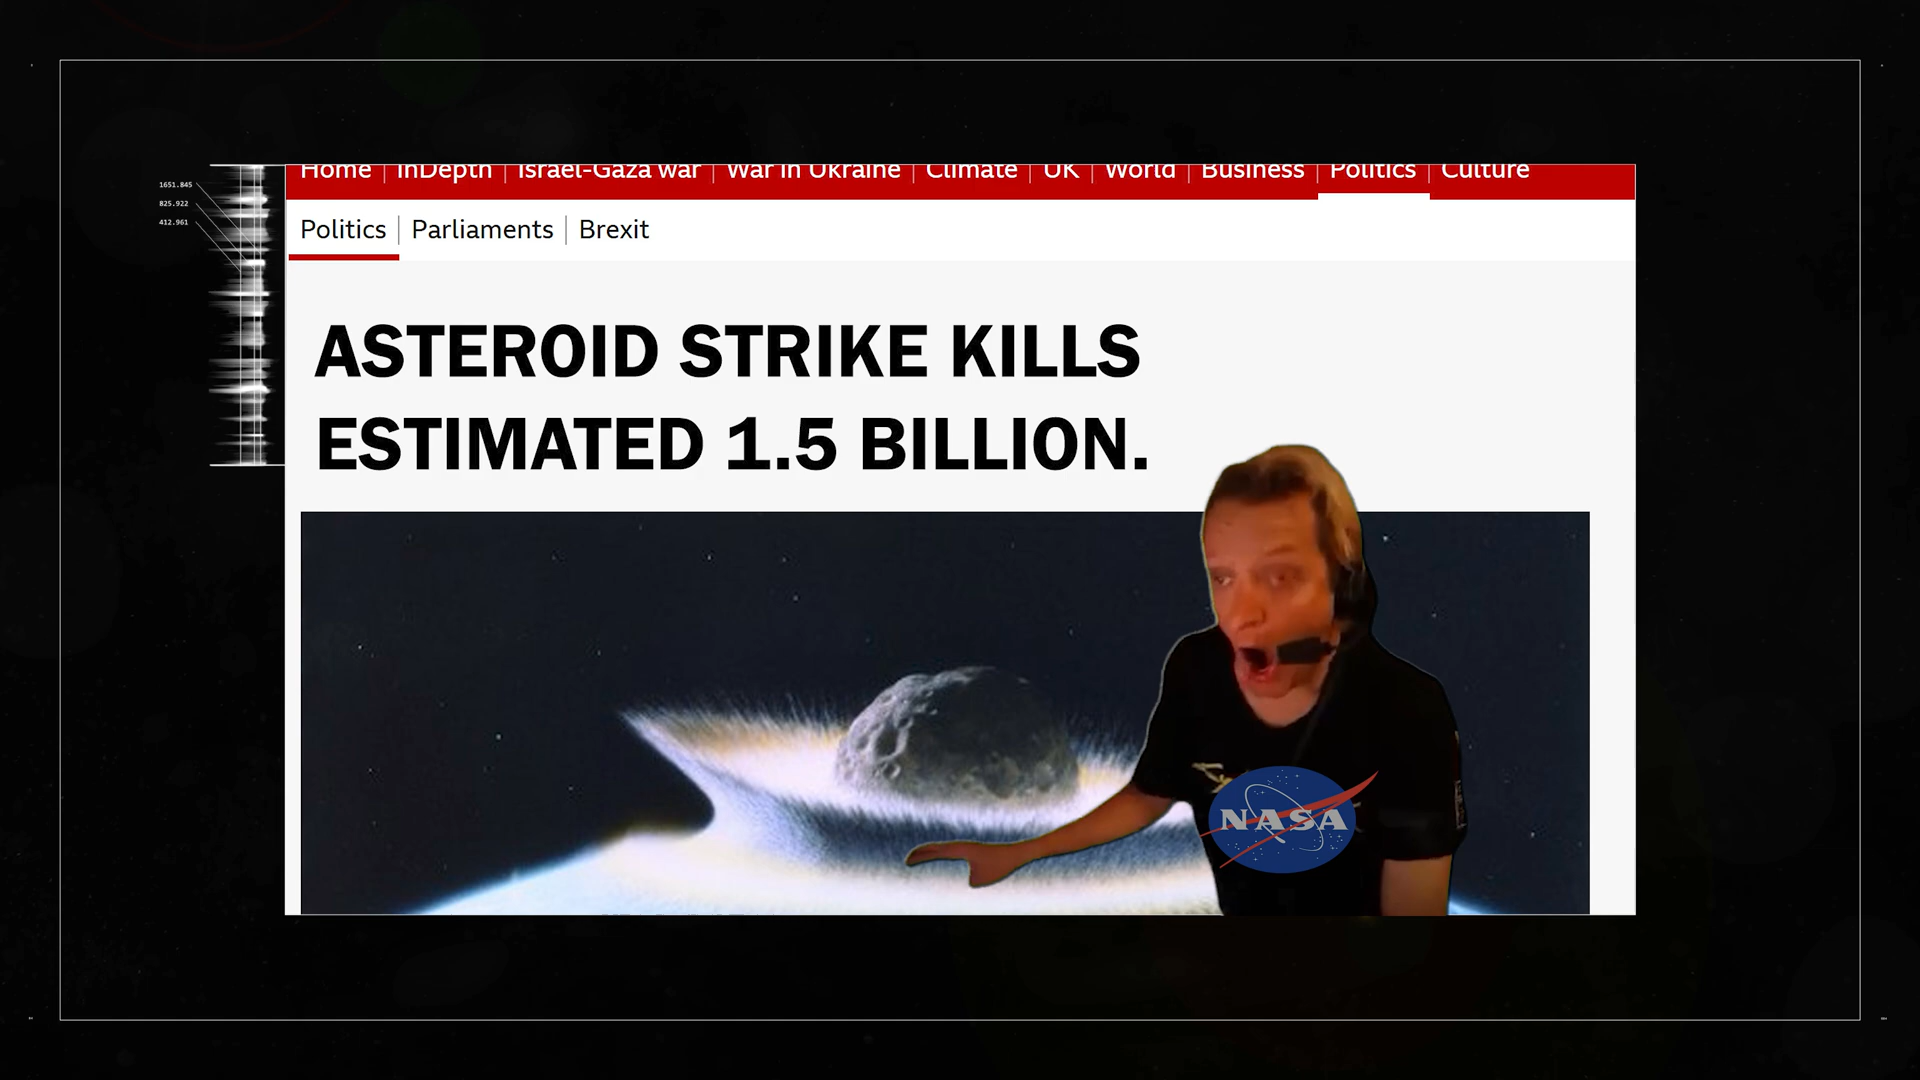 Home InDepth Israel-Gaza war War in Ukraine Climate UK World Business Politics Culture
1651.845
825.922
412.961
Politics Parliaments Brexit
ASTEROID STRIKE KILLS
ESTIMATED 1.5 BILLION.
NASA